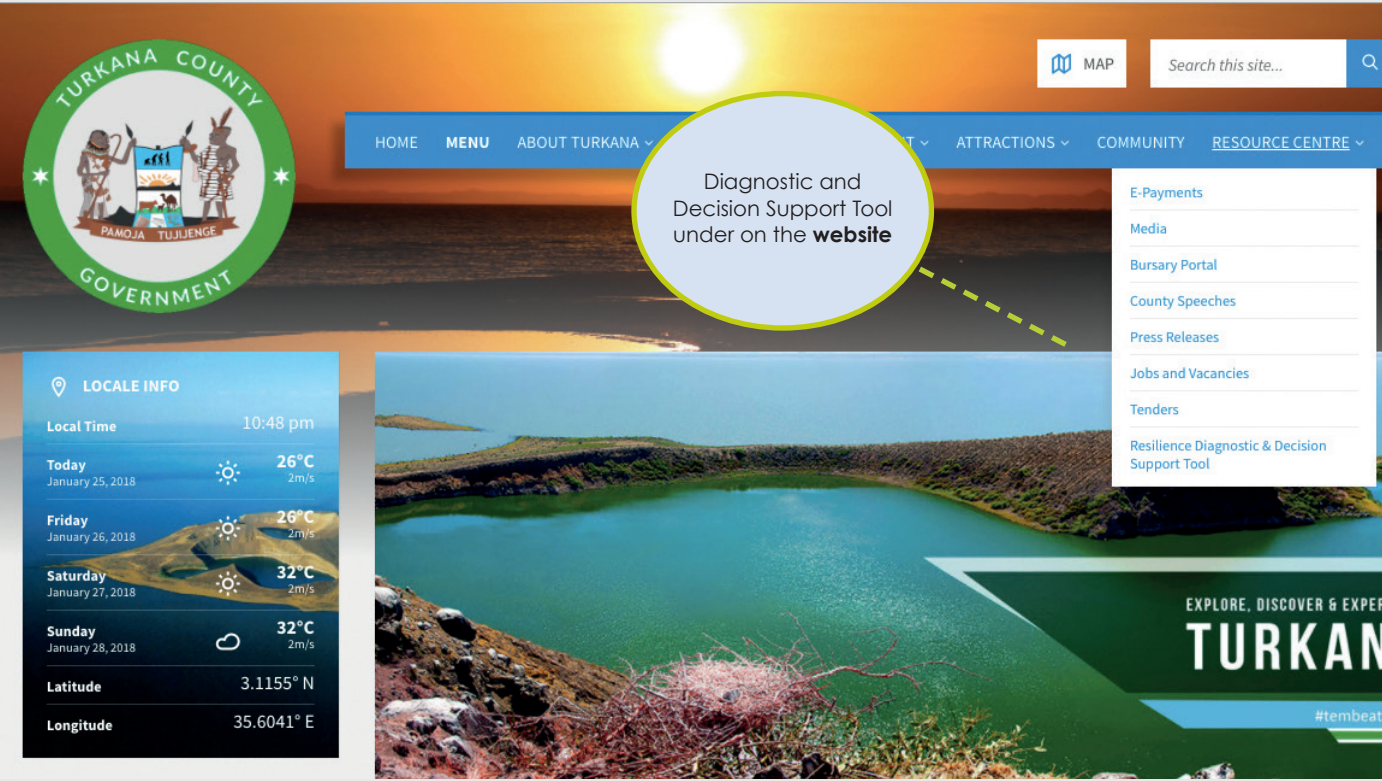 TURKANA COUNTY
GOVERNMENT
PAMOJA TUJIJENGE
MAP
Search this site...
HOME MENU ABOUT TURKANA ATTRACTIONS COMMUNITY RESOURCE CENTRE
Diagnostic and
Decision Support Tool
under on the website
E-Payments
Media
Bursary Portal
County Speeches
Press Releases
Jobs and Vacancies
Tenders
Resilience Diagnostic & Decision
Support Tool
LOCALE INFO
Local Time 10:48 pm
Today 26°C
January 25, 2018 2m/s
Friday 26°C
January 26, 2018 2m/s
Saturday 32°C
January 27, 2018 2m/s
Sunday 32°C
January 28, 2018 2m/s
Latitude 3.1155° N
Longitude 35.6041° E
EXPLORE, DISCOVER & EXPER
TURKAN
#tembeat